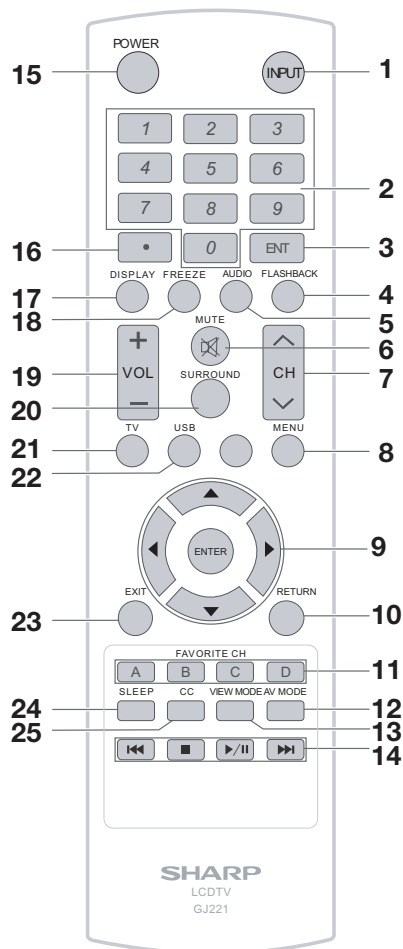 POWER
INPUT
15
1
1 2 3
4 5 6
2
7 8 9
16
• 0 ENT
3
DISPLAY FREEZE AUDIO FLASHBACK
17
18
4
5
MUTE
6
+
VOL
−
19
CH
7
SURROUND
20
TV USB MENU
21
22
8
ENTER
9
EXIT RETURN
23
10
FAVORITE CH
A B C D
11
SLEEP CC VIEW MODE AV MODE
24
25
12
13
14
SHARP
LCDTV
GJ221